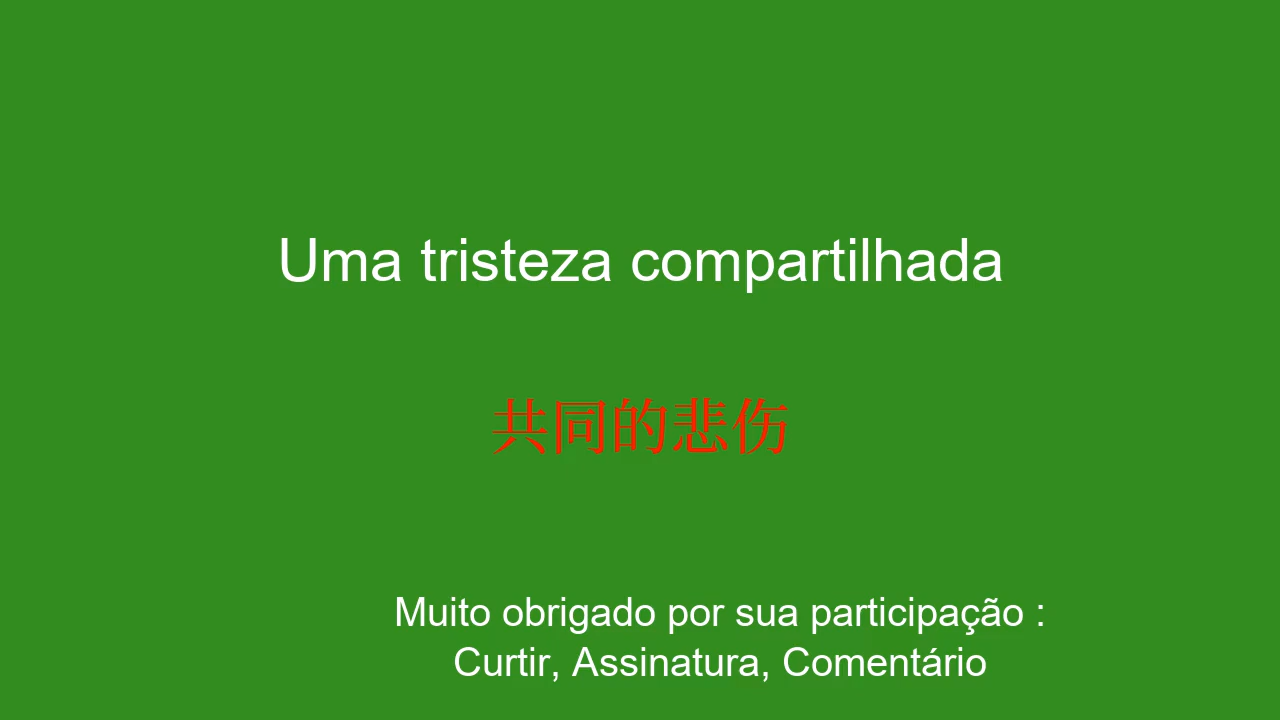 Uma tristeza compartilhada
共同的悲伤
Muito obrigado por sua participação :
Curtir, Assinatura, Comentário